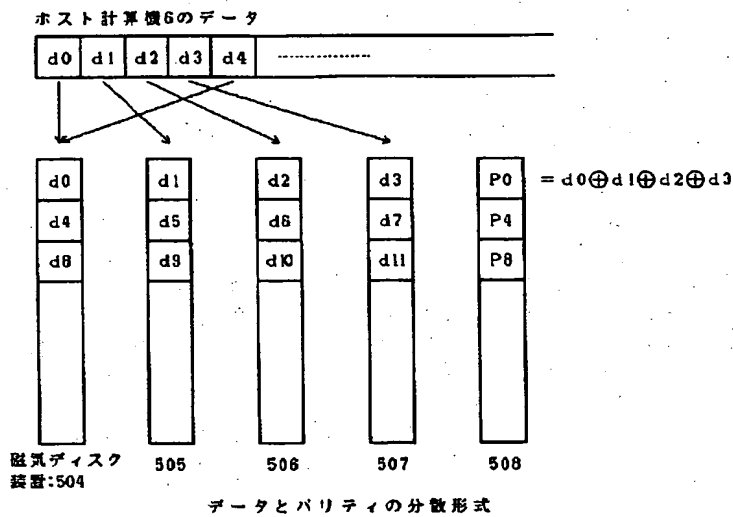 ホスト計算機6のデータ
d0 d1 d2 d3 d4
d0 d1 d2 d3 P0 =d0⊕d1⊕d2⊕d3
d4 d5 d6 d7 P4
d8 d9 d10 d11 P8
磁気ディスク 505 506 507 508
装置:504
データとパリティの分散形式